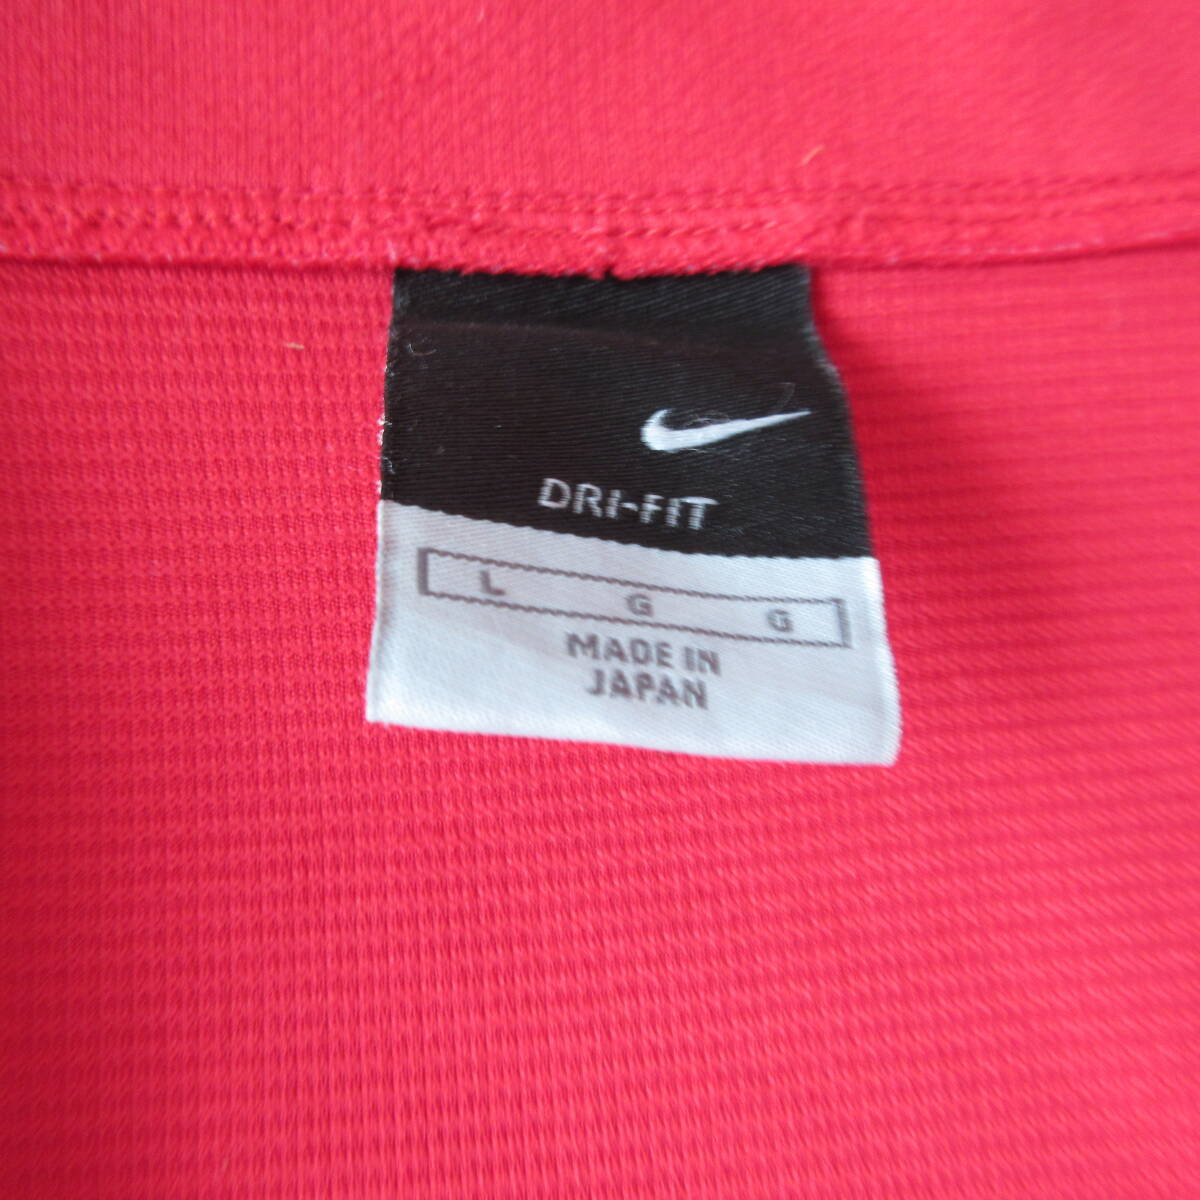 DRI-FIT
L G G
MADE IN
JAPAN